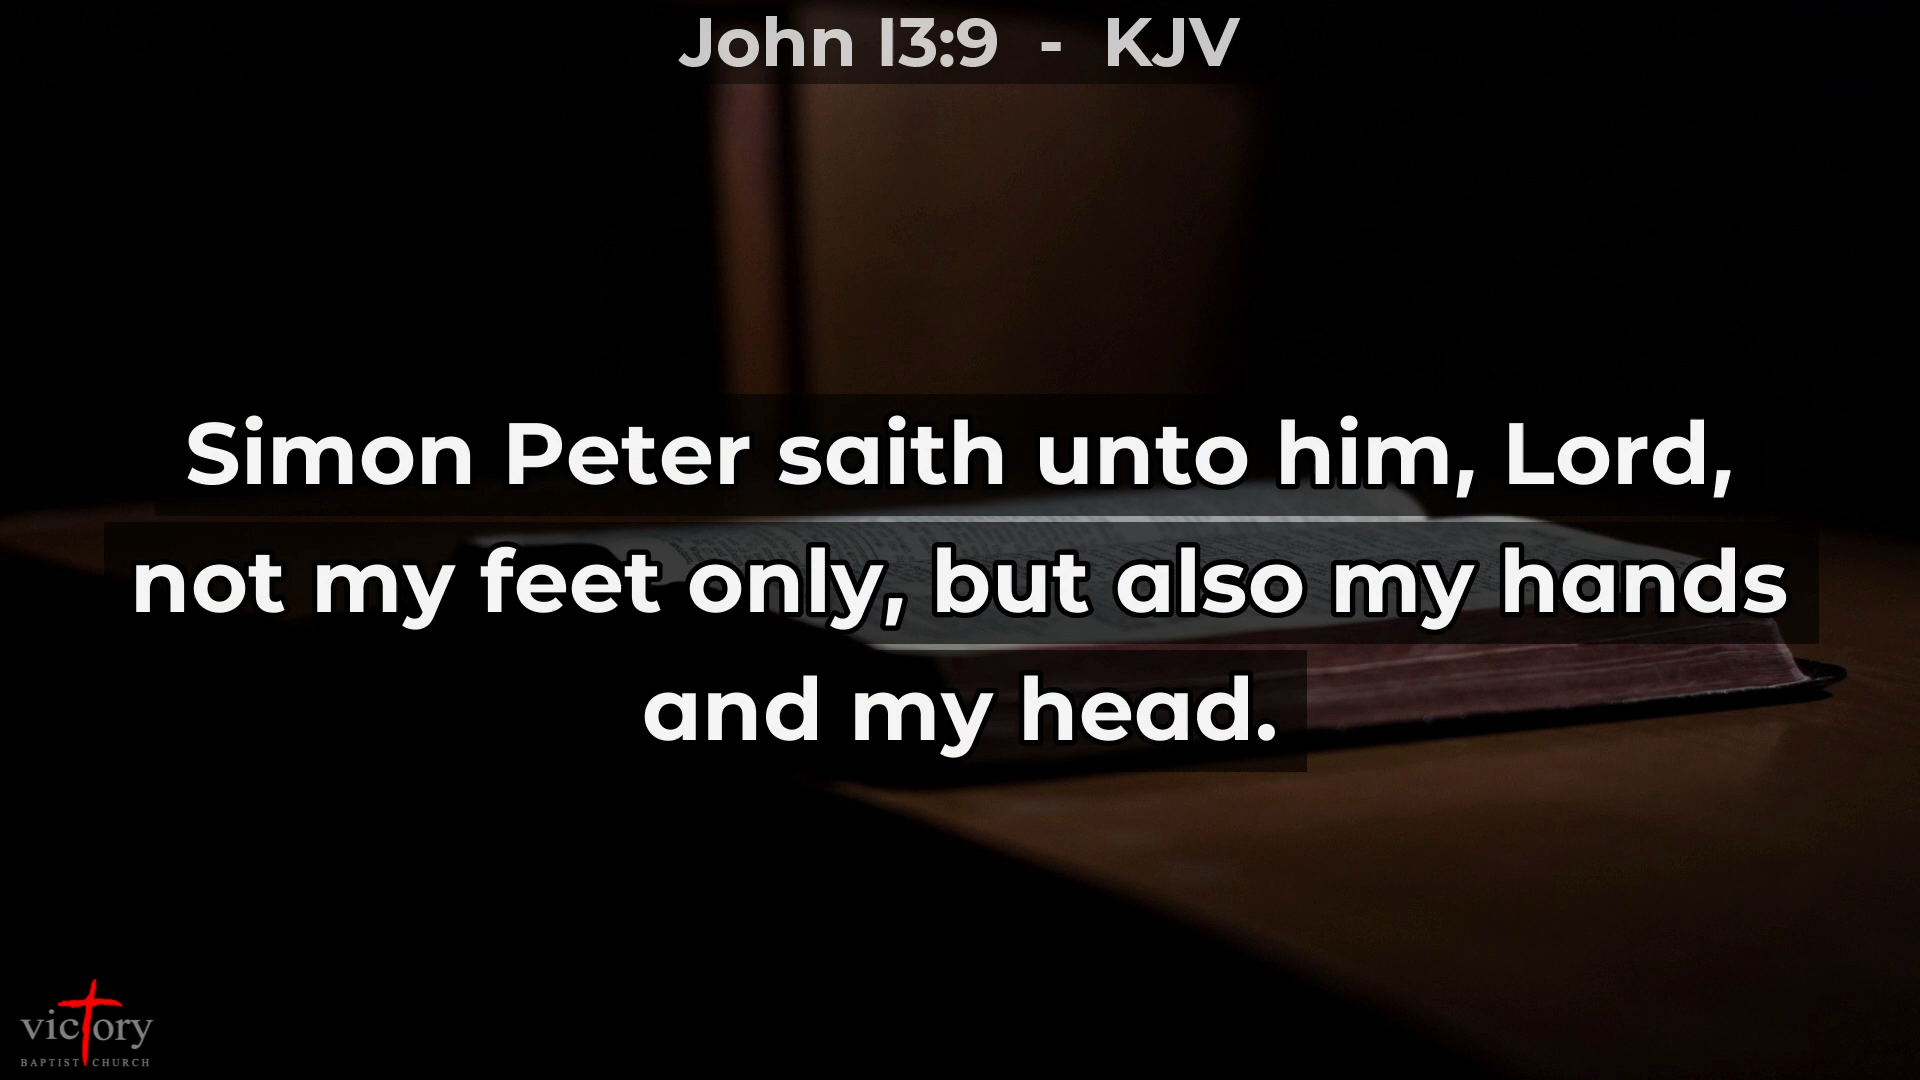 John 13:9 - KJV
Simon Peter saith unto him, Lord,
not my feet only, but also my hands
and my head.
victory
BAPTIST CHURCH